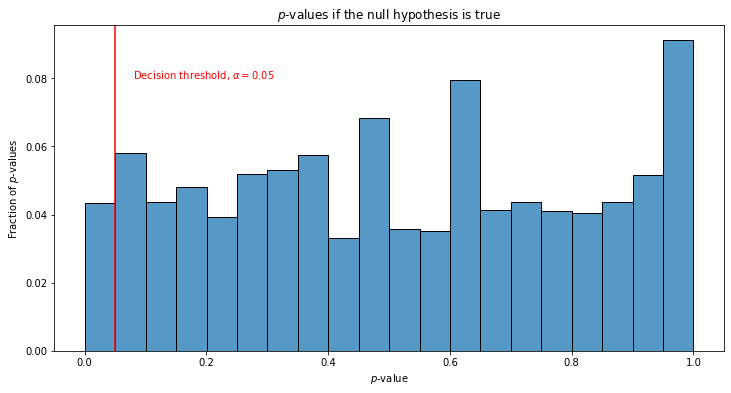 p-values if the null hypothesis is true
Decision threshold, α = 0.05
Fraction of p-values
0.08
0.06
0.04
0.02
0.00
0.0 0.2 0.4 0.6 0.8 1.0
p-value